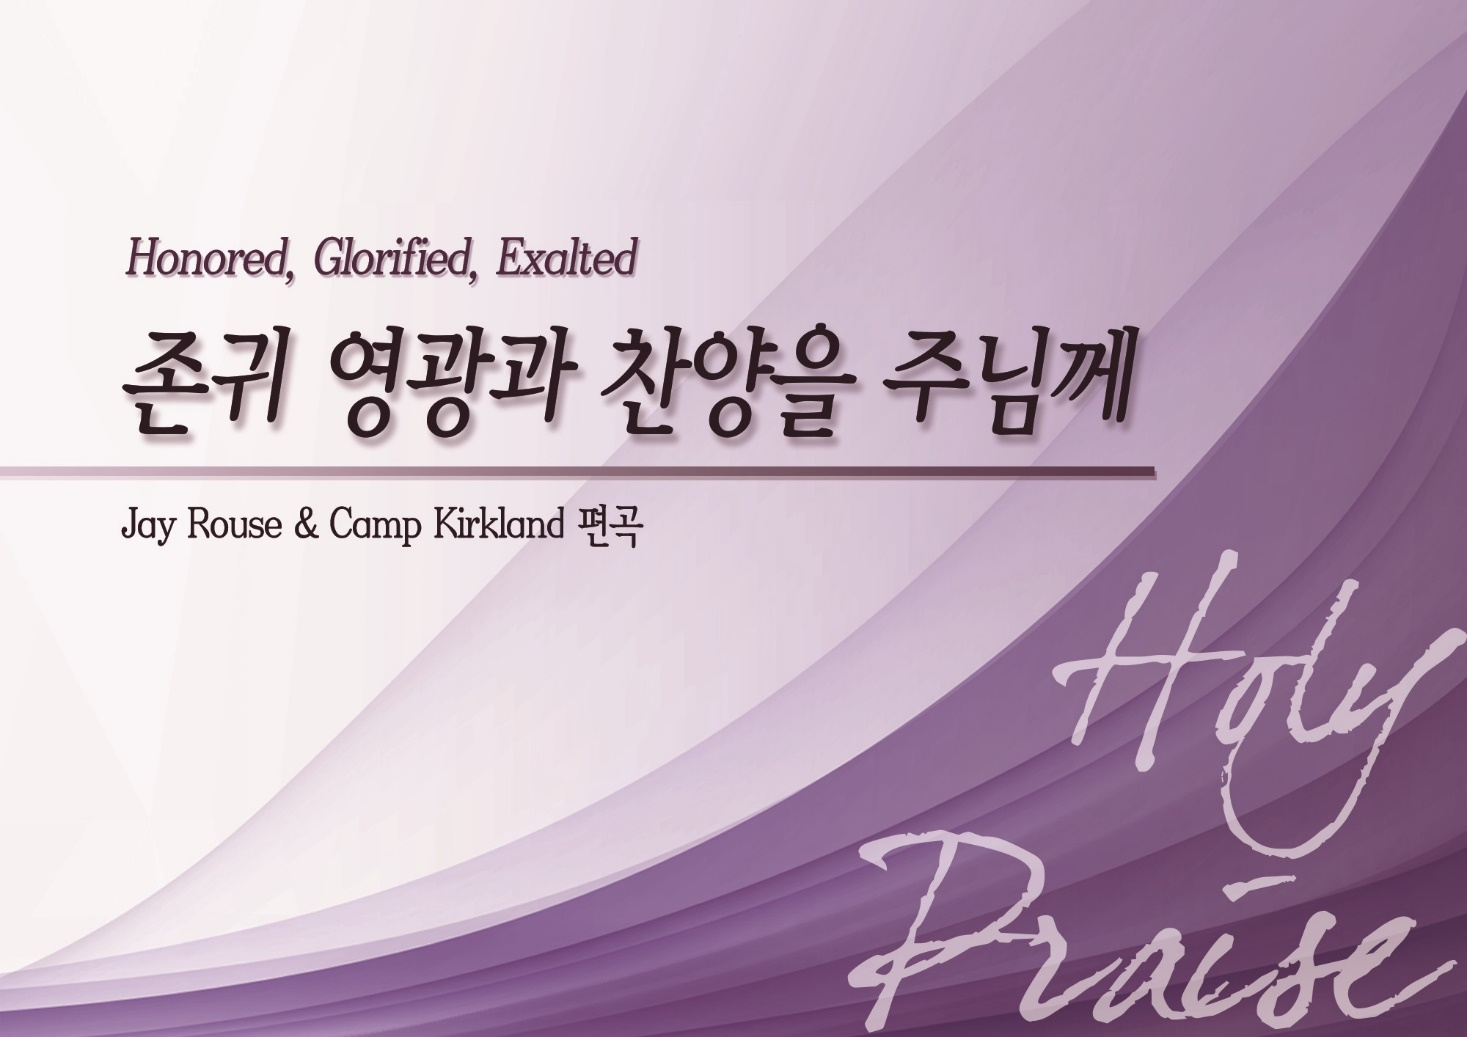 Honored, Glorified, Exalted
존귀 영광과 찬양을 주님께
Jay Rouse & Camp Kirkland 편곡
Holy
Praise